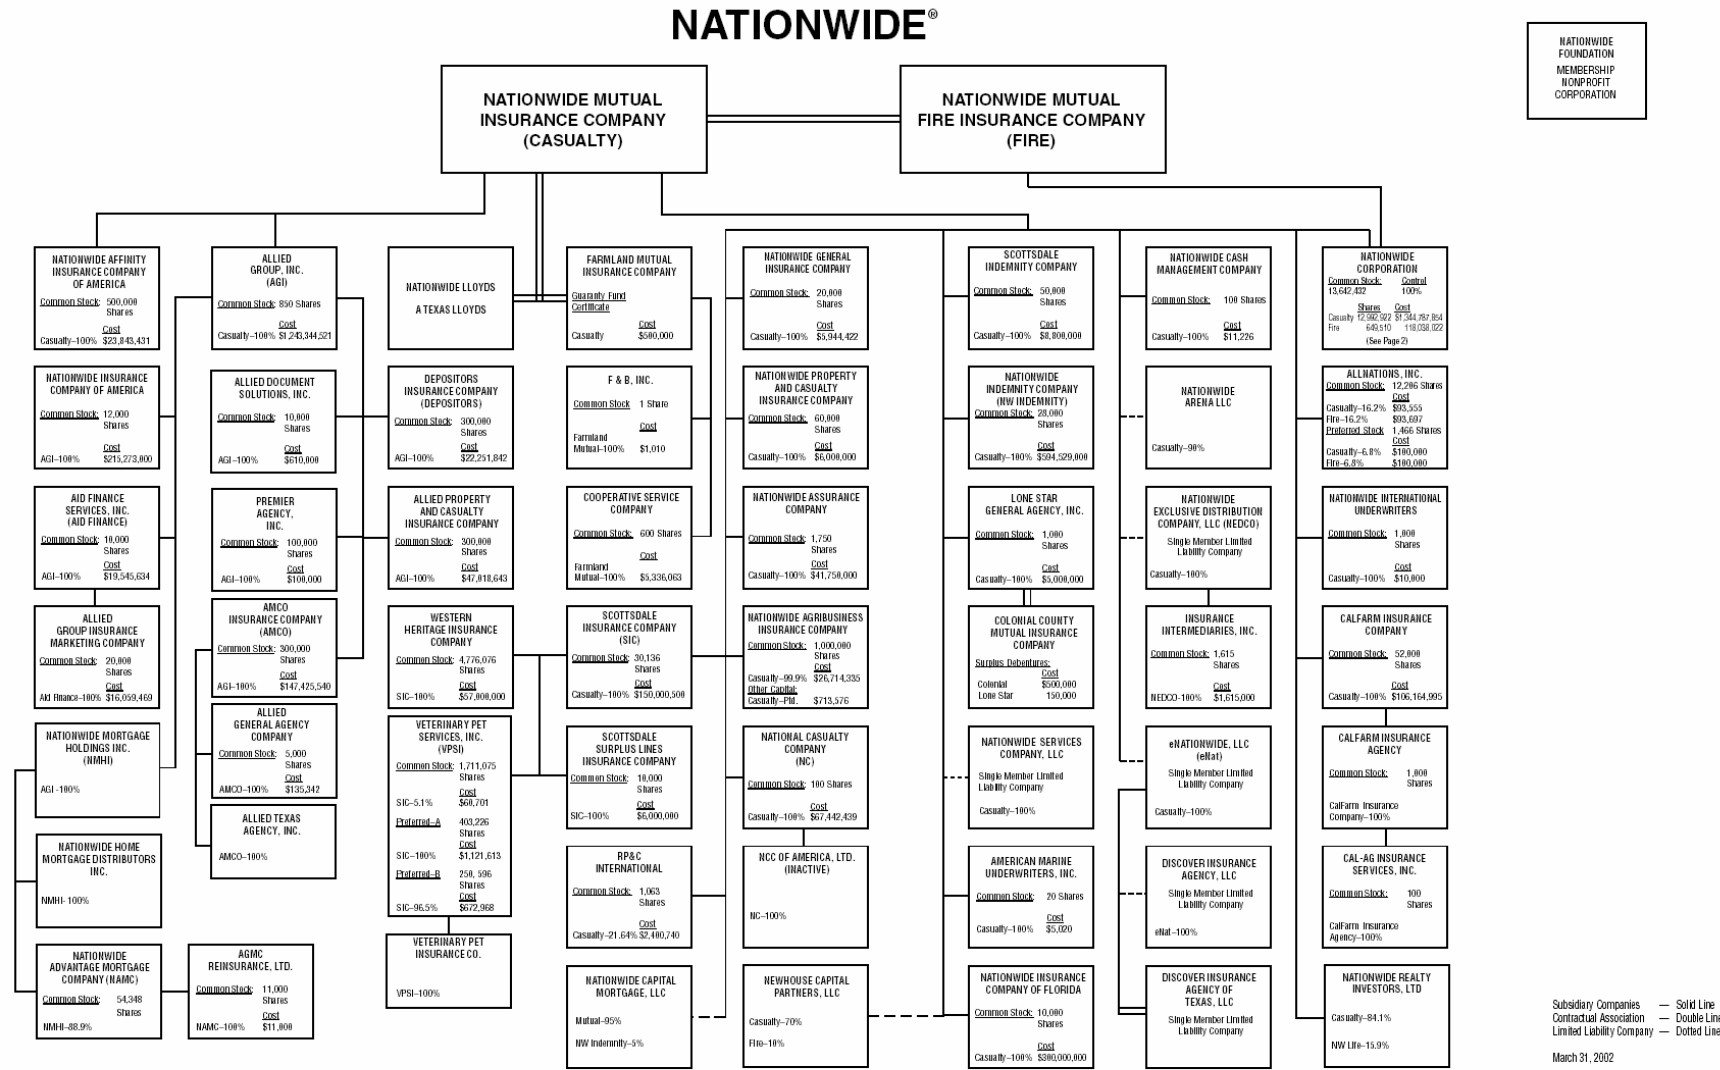 NATIONWIDE®
NATIONWIDE
FOUNDATION
MEMBERSHIP
NONPROFIT
CORPORATION
NATIONWIDE MUTUAL
INSURANCE COMPANY
(CASUALTY)
NATIONWIDE MUTUAL
FIRE INSURANCE COMPANY
(FIRE)
NATIONWIDE AFFINITY
INSURANCE COMPANY
OF AMERICA
Common Stock: 500,000
Shares
Cost
Casualty–100% $23,843,431
ALLIED
GROUP, INC.
(AGI)
Common Stock: 850 Shares
Cost
Casualty–100% $1,243,344,521
NATIONWIDE LLOYDS
A TEXAS LLOYDS
FARMLAND MUTUAL
INSURANCE COMPANY
Guaranty Fund
Certificate
Cost
Casualty $500,000
NATIONWIDE GENERAL
INSURANCE COMPANY
Common Stock: 20,000
Shares
Cost
Casualty–100% $5,944,422
SCOTTSDALE
INDEMNITY COMPANY
Common Stock: 50,000
Shares
Cost
Casualty–100% $8,800,000
NATIONWIDE CASH
MANAGEMENT COMPANY
Common Stock: 100 Shares
Cost
Casualty–100% $11,226
NATIONWIDE
CORPORATION
Common Stock: Control
13,642,432 100%
Shares Cost
Casualty 12,992,922 $1,344,787,854
Fire 649,510 118,038,022
(See Page 2)
NATIONWIDE INSURANCE
COMPANY OF AMERICA
Common Stock: 12,000
Shares
Cost
AGI–100% $215,273,000
ALLIED DOCUMENT
SOLUTIONS, INC.
Common Stock: 10,000
Shares
Cost
AGI–100% $610,000
DEPOSITORS
INSURANCE COMPANY
(DEPOSITORS)
Common Stock: 300,000
Shares
Cost
AGI–100% $22,251,842
F & B, INC.
Common Stock 1 Share
Cost
Farmland
Mutual–100% $1,010
NATIONWIDE PROPERTY
AND CASUALTY
INSURANCE COMPANY
Common Stock: 60,000
Shares
Cost
Casualty–100% $6,000,000
NATIONWIDE
INDEMNITY COMPANY
(NW INDEMNITY)
Common Stock: 28,000
Shares
Cost
Casualty–100% $594,529,000
NATIONWIDE
ARENA LLC
Casualty–90%
ALLNATIONS, INC.
Common Stock: 12,206 Shares
Cost
Casualty–16.2% $93,555
Fire–16.2% $93,697
Preferred Stock 1,466 Shares
Cost
Casualty–6.8% $100,000
Fire–6.8% $100,000
AID FINANCE
SERVICES, INC.
(AID FINANCE)
Common Stock: 10,000
Shares
Cost
AGI–100% $19,545,634
PREMIER
AGENCY,
INC.
Common Stock: 100,000
Shares
Cost
AGI–100% $100,000
ALLIED PROPERTY
AND CASUALTY
INSURANCE COMPANY
Common Stock: 300,000
Shares
Cost
AGI–100% $47,018,643
COOPERATIVE SERVICE
COMPANY
Common Stock: 600 Shares
Cost
Farmland
Mutual–100% $5,336,063
NATIONWIDE ASSURANCE
COMPANY
Common Stock: 1,750
Shares
Cost
Casualty–100% $41,750,000
LONE STAR
GENERAL AGENCY, INC.
Common Stock: 1,000
Shares
Cost
Casualty–100% $5,000,000
NATIONWIDE
EXCLUSIVE DISTRIBUTION
COMPANY, LLC (NEDCO)
Single Member Limited
Liability Company
Casualty–100%
NATIONWIDE INTERNATIONAL
UNDERWRITERS
Common Stock: 1,000
Shares
Cost
Casualty–100% $10,000
ALLIED
GROUP INSURANCE
MARKETING COMPANY
Common Stock: 20,000
Shares
Cost
Aid Finance–100% $16,059,469
AMCO
INSURANCE COMPANY
(AMCO)
Common Stock: 300,000
Shares
Cost
AGI–100% $147,425,540
WESTERN
HERITAGE INSURANCE
COMPANY
Common Stock: 4,776,076
Shares
Cost
SIC–100% $57,000,000
SCOTTSDALE
INSURANCE COMPANY
(SIC)
Common Stock: 30,136
Shares
Cost
Casualty–100% $150,000,500
NATIONWIDE AGRIBUSINESS
INSURANCE COMPANY
Common Stock: 1,000,000
Shares
Cost
Casualty–99.9% $26,714,335
Other Capital:
Casualty–Ptd. $713,576
COLONIAL COUNTY
MUTUAL INSURANCE
COMPANY
Surplus Debentures:
Cost
Colonial $500,000
Lone Star 150,000
INSURANCE
INTERMEDIARIES, INC.
Common Stock: 1,615
Shares
Cost
NEDCO-100% $1,615,000
CALFARM INSURANCE
COMPANY
Common Stock: 52,000
Shares
Cost
Casualty–100% $106,164,995
NATIONWIDE MORTGAGE
HOLDINGS INC.
(NMHI)
AGI -100%
ALLIED
GENERAL AGENCY
COMPANY
Common Stock: 5,000
Shares
Cost
AMCO–100% $135,342
VETERINARY PET
SERVICES, INC.
(VPSI)
Common Stock: 1,711,075
Shares
Cost
SIC–5.1% $60,701
Preferred–A 403,226
Shares
Cost
SIC–100% $1,121,613
Preferred–B 250, 596
Shares
Cost
SIC–96.5% $672,968
SCOTTSDALE
SURPLUS LINES
INSURANCE COMPANY
Common Stock: 10,000
Shares
Cost
SIC–100% $6,000,000
NATIONAL CASUALTY
COMPANY
(NC)
Common Stock: 100 Shares
Cost
Casualty–100% $67,442,439
NATIONWIDE SERVICES
COMPANY, LLC
Single Member Limited
Liability Company
Casualty–100%
eNATIONWIDE, LLC
(eNat)
Single Member Limited
Liability Company
Casualty–100%
CALFARM INSURANCE
AGENCY
Common Stock: 1,000
Shares
CalFarm Insurance
Company–100%
ALLIED TEXAS
AGENCY, INC.
AMCO–100%
NATIONWIDE HOME
MORTGAGE DISTRIBUTORS
INC.
NMHI- 100%
RP&C
INTERNATIONAL
Common Stock: 1,063
Shares
Cost
Casualty–21.64% $2,400,740
NCC OF AMERICA, LTD.
(INACTIVE)
NC–100%
AMERICAN MARINE
UNDERWRITERS, INC.
Common Stock: 20 Shares
Cost
Casualty–100% $5,020
DISCOVER INSURANCE
AGENCY, LLC
Single Member Limited
Liability Company
eNat–100%
CAL-AG INSURANCE
SERVICES, INC.
Common Stock: 100
Shares
CalFarm Insurance
Agency–100%
NATIONWIDE
ADVANTAGE MORTGAGE
COMPANY (NAMC)
Common Stock: 54,348
Shares
NMHI–88.9%
AGMC
REINSURANCE, LTD.
Common Stock: 11,000
Shares
Cost
NAMC–100% $11,000
VETERINARY PET
INSURANCE CO.
VPSI–100%
NATIONWIDE CAPITAL
MORTGAGE, LLC
Mutual–95%
NW Indemnity–5%
NEWHOUSE CAPITAL
PARTNERS, LLC
Casualty–70%
Fire–10%
NATIONWIDE INSURANCE
COMPANY OF FLORIDA
Common Stock: 10,000
Shares
Cost
Casualty–100% $300,000,000
DISCOVER INSURANCE
AGENCY OF
TEXAS, LLC
Single Member Limited
Liability Company
NATIONWIDE REALTY
INVESTORS, LTD
Casualty–84.1%
NW Life–15.9%
Subsidiary Companies — Solid Line
Contractual Association — Double Line
Limited Liability Company — Dotted Line
March 31, 2002